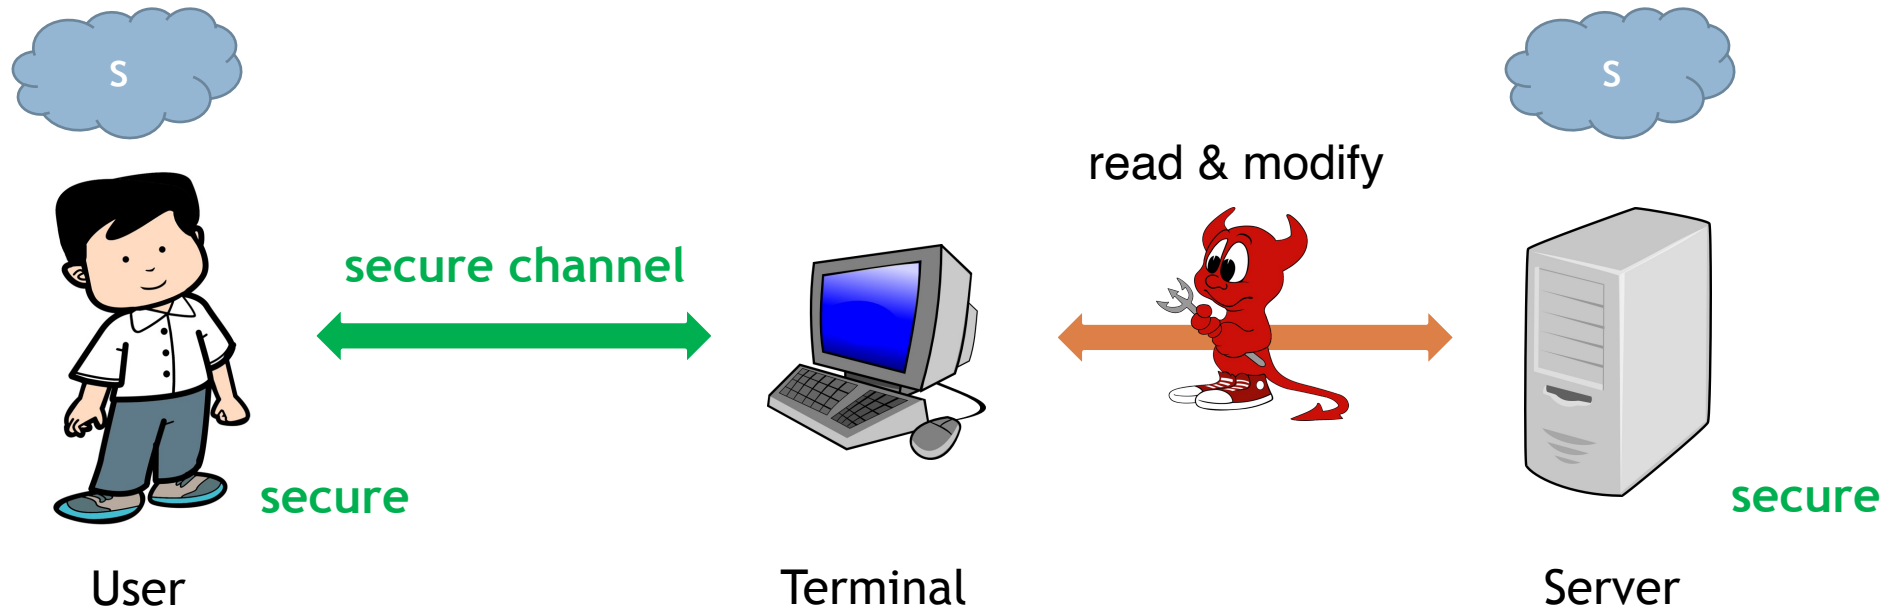 S
S
read & modify
secure channel
secure
secure
User
Terminal
Server